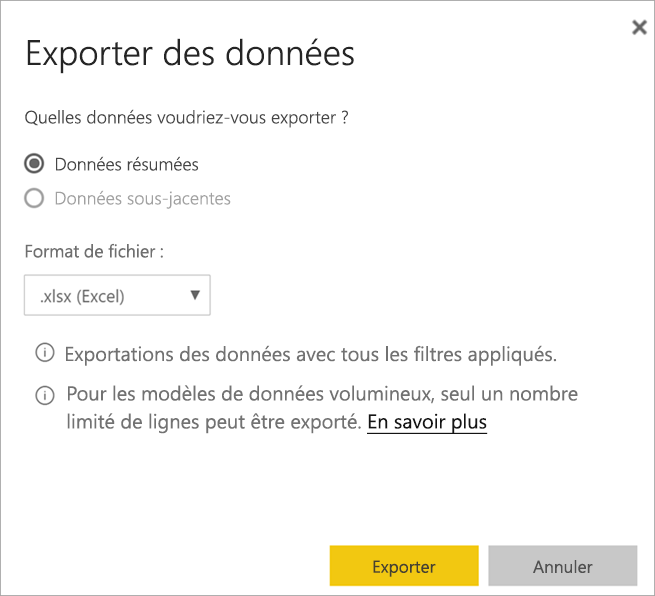 Exporter des données
Quelles données voudriez-vous exporter ?
Données résumées
Données sous-jacentes
Format de fichier :
.xlsx (Excel)
Exportations des données avec tous les filtres appliqués.
Pour les modèles de données volumineux, seul un nombre
limité de lignes peut être exporté. En savoir plus
Exporter
Annuler